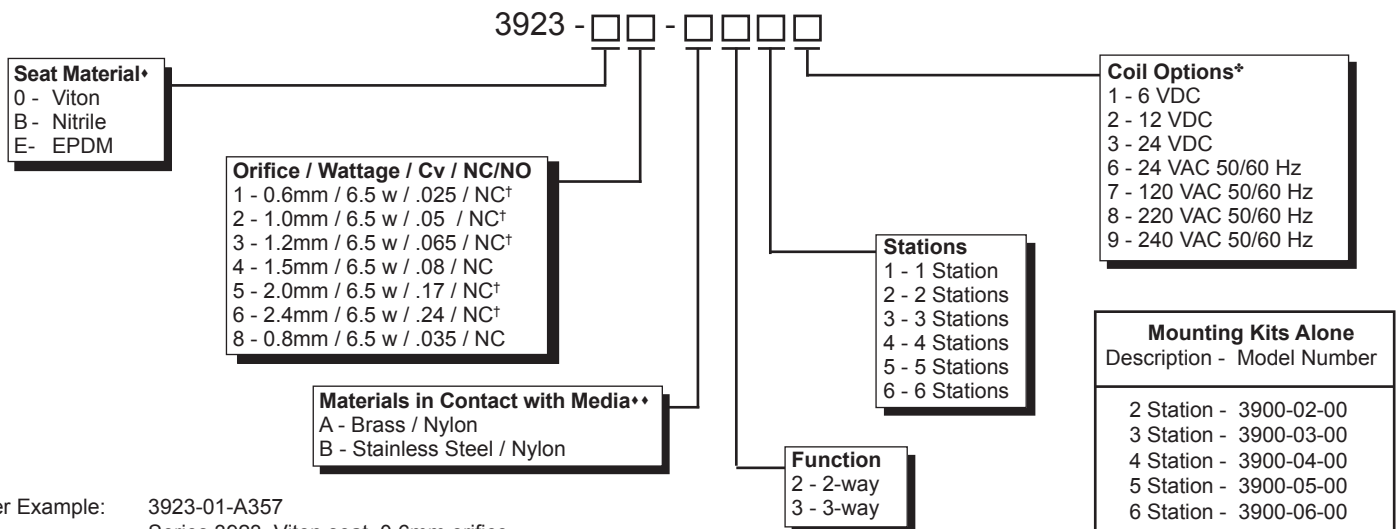 3923 - □ □ - □ □ □ □
Seat Material♦
0 - Viton
B - Nitrile
E- EPDM
Orifice / Wattage / Cv / NC/NO
1 - 0.6mm / 6.5 w / .025 / NC†
2 - 1.0mm / 6.5 w / .05 / NC†
3 - 1.2mm / 6.5 w / .065 / NC†
4 - 1.5mm / 6.5 w / .08 / NC
5 - 2.0mm / 6.5 w / .17 / NC†
6 - 2.4mm / 6.5 w / .24 / NC†
8 - 0.8mm / 6.5 w / .035 / NC
Materials in Contact with Media♦♦
A - Brass / Nylon
B - Stainless Steel / Nylon
Function
2 - 2-way
3 - 3-way
Stations
1 - 1 Station
2 - 2 Stations
3 - 3 Stations
4 - 4 Stations
5 - 5 Stations
6 - 6 Stations
Coil Options✤
1 - 6 VDC
2 - 12 VDC
3 - 24 VDC
6 - 24 VAC 50/60 Hz
7 - 120 VAC 50/60 Hz
8 - 220 VAC 50/60 Hz
9 - 240 VAC 50/60 Hz
Mounting Kits Alone
Description - Model Number
2 Station - 3900-02-00
3 Station - 3900-03-00
4 Station - 3900-04-00
5 Station - 3900-05-00
6 Station - 3900-06-00
er Example: 3923-01-A357